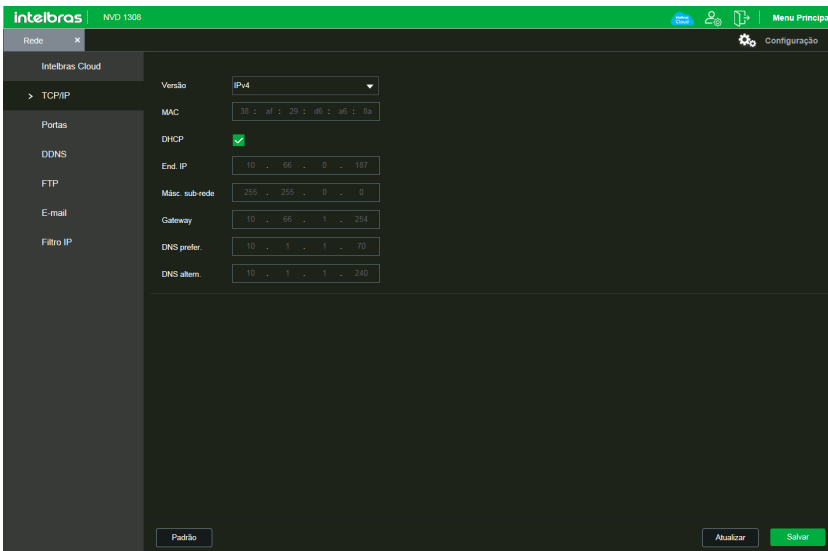 intelbras NVD 1308 Menu Principa
Rede × Configuração
Intelbras Cloud
> TCP/IP
Portas
DDNS
FTP
E-mail
Filtro IP
Versão IPv4
MAC 38 : af : 29 : d6 : a6 : 8a
DHCP
End. IP 10 . 66 . 0 . 187
Másc. sub-rede 255 . 255 . 0 . 0
Gateway 10 . 66 . 1 . 254
DNS prefer. 10 . 1 . 1 . 70
DNS altern. 10 . 1 . 1 . 240
Padrão Atualizar Salvar